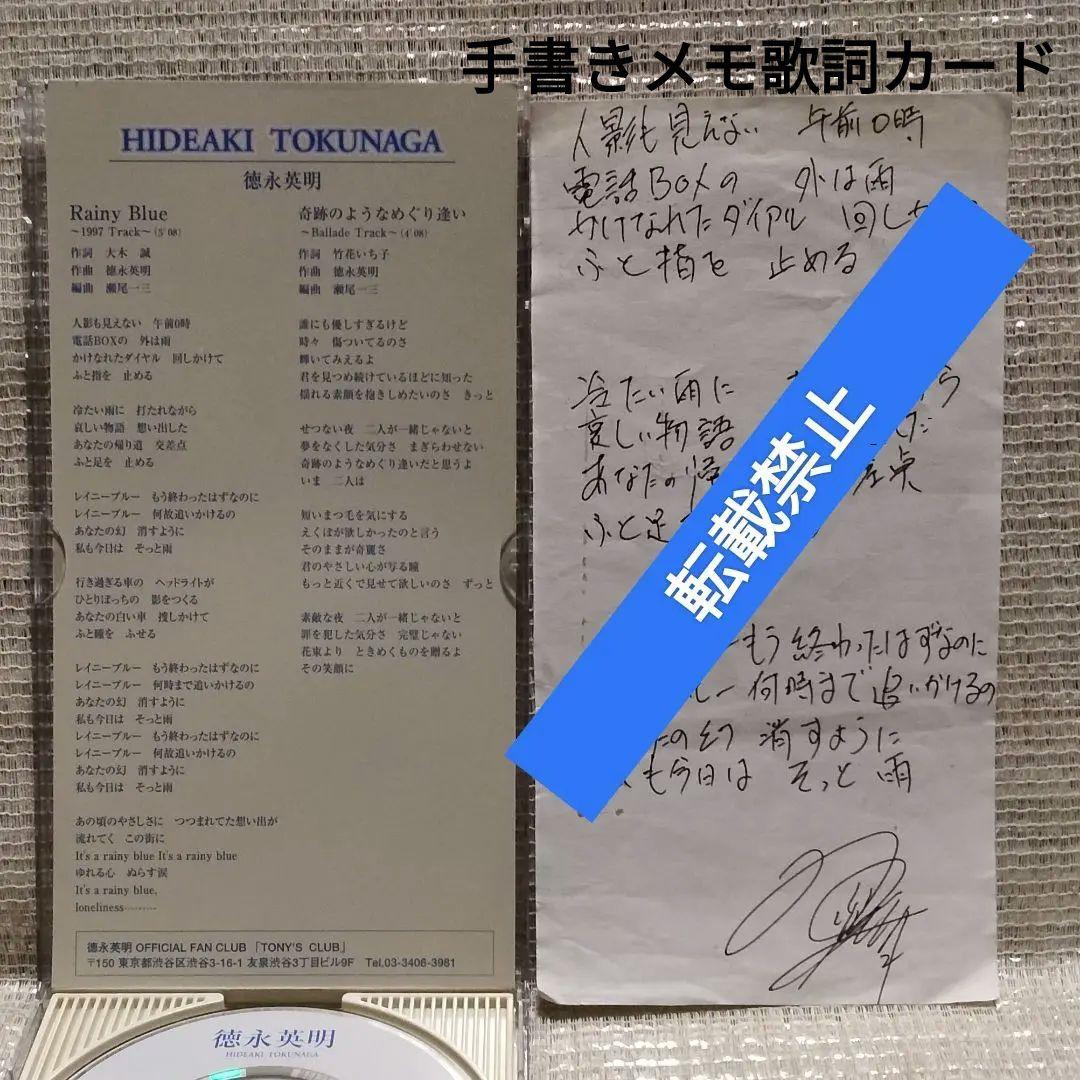 手書きメモ歌詞カード
HIDEAKI TOKUNAGA
徳永英明
Rainy Blue
~1997 Track~(5'08)
作詞 大木 誠
作曲 徳永英明
編曲 瀬尾一三
人影も見えない 午前0時
電話BOXの 外は雨
かけなれたダイヤル 回しかけて
ふと指を 止める
冷たい雨に 打たれながら
哀しい物語 想い出した
あなたの帰り道 交差点
ふと足を 止める
レイニーブルー もう終わったはずなのに
レイニーブルー 何故追いかけるの
あなたの幻 消すように
私も今日は そっと雨
行き過ぎる車の ヘッドライトが
ひとりぼっちの 影をつくる
あなたの白い車 捜しかけて
ふと瞳を ふせる
レイニーブルー もう終わったはずなのに
レイニーブルー 何時まで追いかけるの
あなたの幻 消すように
私も今日は そっと雨
レイニーブルー もう終わったはずなのに
レイニーブルー 何故追いかけるの
あなたの幻 消すように
私も今日は そっと雨
あの頃のやさしさに つつまれてた想い出が
流れてく この街に
It's a rainy blue It's a rainy blue
ゆれる心 ぬらす涙
It's a rainy blue,
loneliness………
奇跡のようなめぐり逢い
~Ballade Track~(4'08)
作詞 竹花いち子
作曲 徳永英明
編曲 瀬尾一三
誰にも優しすぎるけど
時々 傷ついてるのさ
輝いてみえるよ
君を見つめ続けているほどに知った
揺れる素顔を抱きしめたいのさ きっと
せつない夜 二人が一緒じゃないと
夢をなくした気分さ まぎらわせない
奇跡のようなめぐり逢いだと思うよ
いま 二人は
短いまつ毛を気にする
えくぼが欲しかったのと言う
そのままが奇麗さ
君のやさしい心が写る瞳
もっと近くで見せて欲しいのさ ずっと
素敵な夜 二人が一緒じゃないと
罪を犯した気分さ 完璧じゃない
花束より ときめくものを贈るよ
その笑顔に
徳永英明 OFFICIAL FAN CLUB 「TONY'S CLUB」
〒150 東京都渋谷区渋谷3-16-1 友泉渋谷3丁目ビル9F Tel.03-3406-3981
徳永英明
HIDEAKI TOKUNAGA
人影も見えない 午前0時
電話BOXの 外は雨
かけなれたダイアル 回し
ふと指を 止める
冷たい雨に ら
哀しい物語 した
あなたの帰 差点
ふと足
もう終わったはずなのに
ー何時まで追いかけるの
たの幻 消すように
も今日は そっと雨
転載禁止